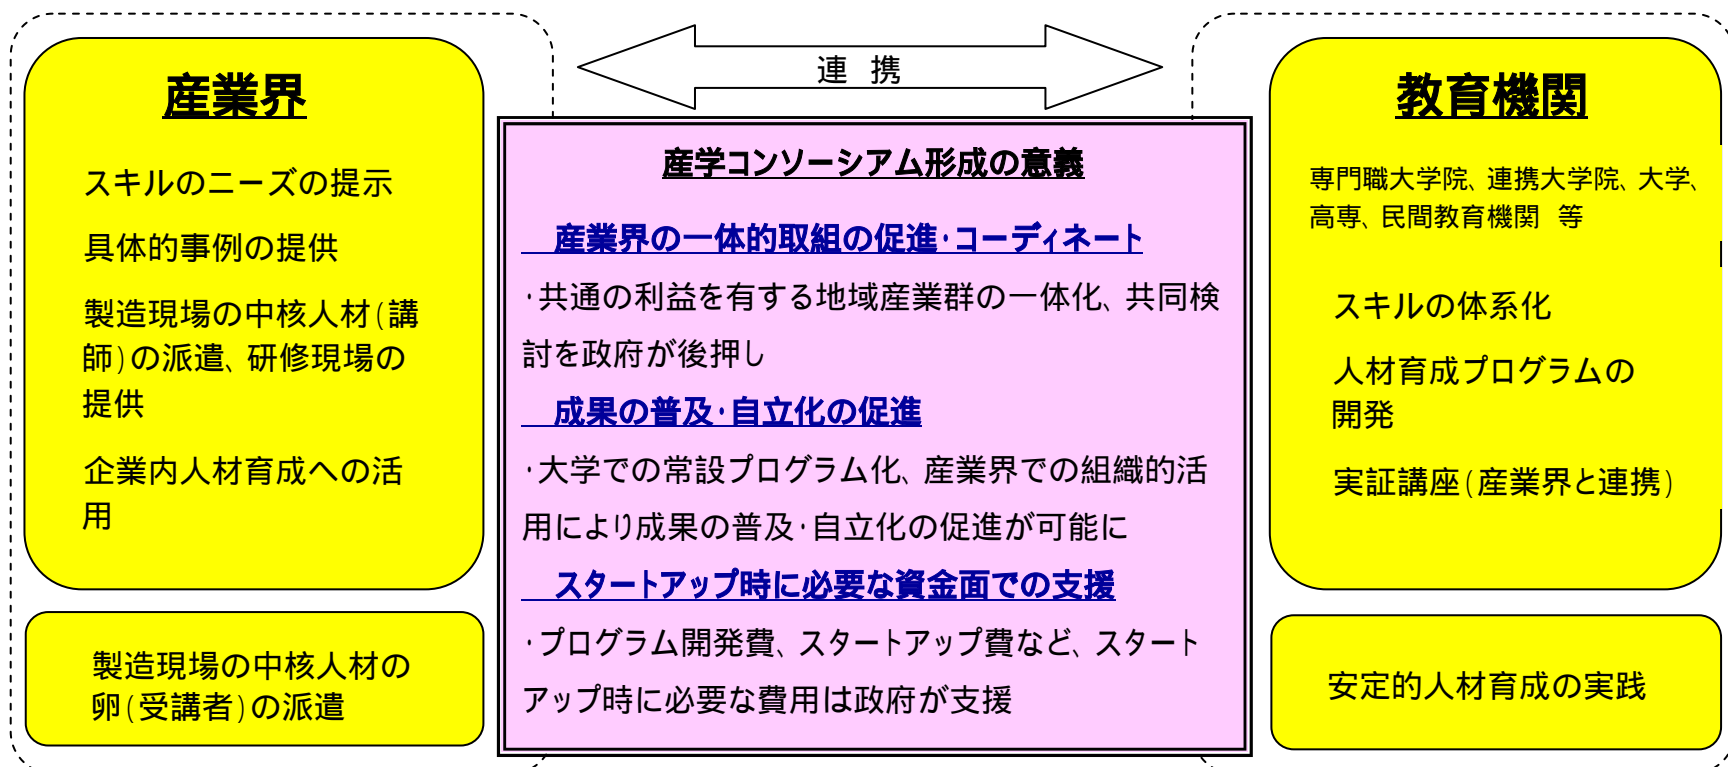 連 携
産業界
スキルのニーズの提示
具体的事例の提供
製造現場の中核人材(講
師)の派遣、研修現場の
提供
企業内人材育成への活
用
製造現場の中核人材の
卵(受講者)の派遣
産学コンソーシアム形成の意義
産業界の一体的取組の促進・コーディネート
・共通の利益を有する地域産業群の一体化、共同検
討を政府が後押し
成果の普及・自立化の促進
・大学での常設プログラム化、産業界での組織的活
用により成果の普及・自立化の促進が可能に
スタートアップ時に必要な資金面での支援
・プログラム開発費、スタートアップ費など、スタート
アップ時に必要な費用は政府が支援
教育機関
専門職大学院、連携大学院、大学、
高専、民間教育機関 等
スキルの体系化
人材育成プログラムの
開発
実証講座(産業界と連携)
安定的人材育成の実践